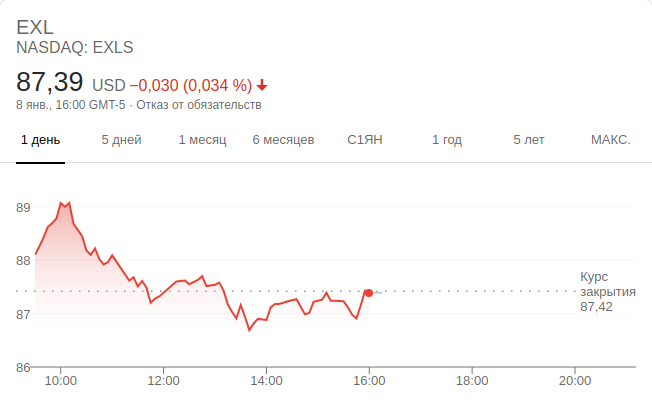 EXL
NASDAQ: EXLS
87,39 USD −0,030 (0,034 %)
8 янв., 16:00 GMT-5 · Отказ от обязательств
1 день 5 дней 1 месяц 6 месяцев С1ЯН 1 год 5 лет МАКС.
89
88
Курс
закрытия
87,42
87
86
10:00 12:00 14:00 16:00 18:00 20:00